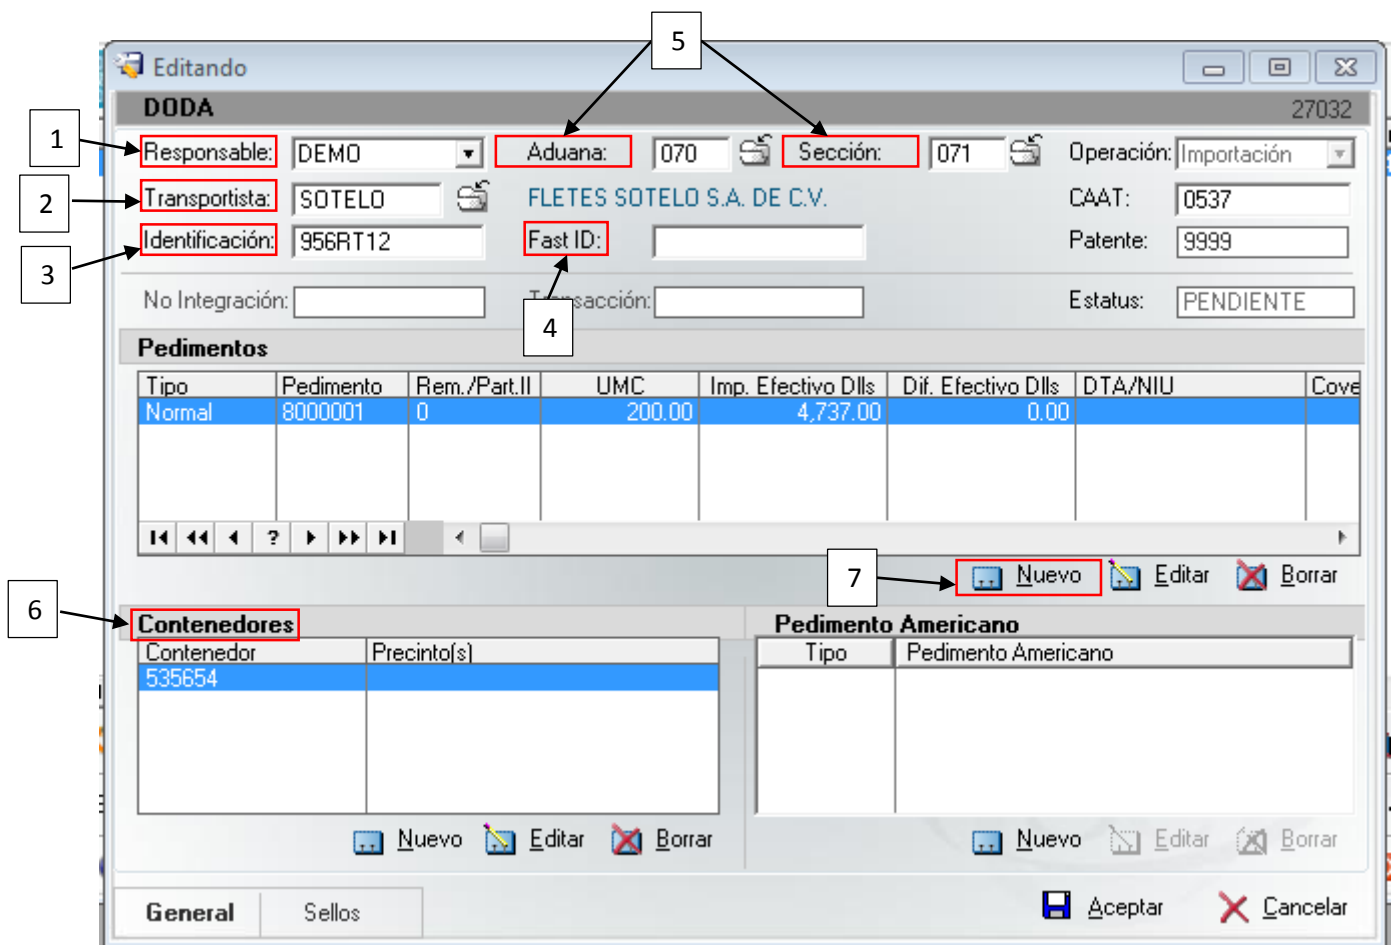 5
Editando
DODA 27032
1
Responsable: DEMO Aduana: 070 Sección: 071 Operación: Importación
2
Transportista: SOTELO FLETES SOTELO S.A. DE C.V. CAAT: 0537
3
Identificación: 956RT12 Fast ID: Patente: 9999
4
No Integración: Estatus: PENDIENTE
Pedimentos
Tipo Pedimento Rem./Part.II UMC Imp. Efectivo Dlls Dif. Efectivo Dlls DTA/NIU Cove
Normal 8000001 0 200.00 4,737.00 0.00
?
7
Nuevo Editar Borrar
6
Contenedores Pedimento Americano
Contenedor Precinto(s) Tipo Pedimento Americano
535654
Nuevo Editar Borrar Nuevo Editar Borrar
General Sellos Aceptar Cancelar